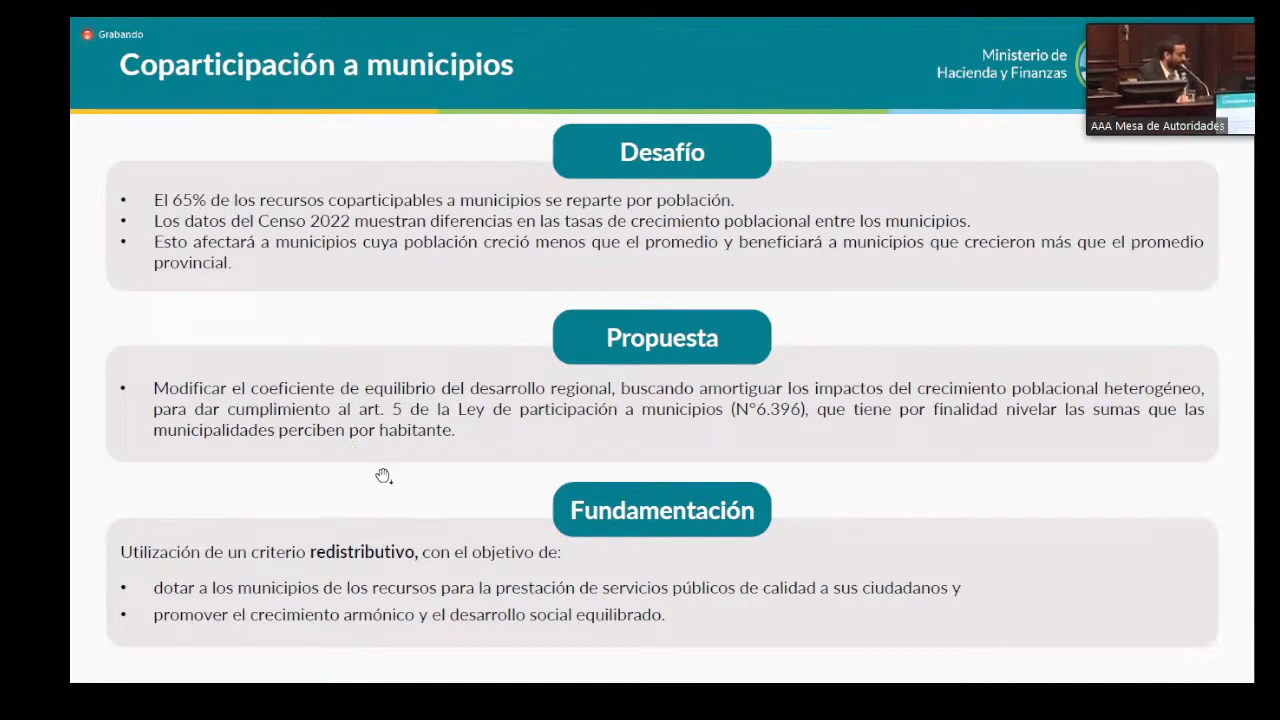 Grabando
Coparticipación a municipios
Ministerio de
Hacienda y Finanzas
AAA Mesa de Autoridades
Desafío
• El 65% de los recursos coparticipables a municipios se reparte por población.
• Los datos del Censo 2022 muestran diferencias en las tasas de crecimiento poblacional entre los municipios.
• Esto afectará a municipios cuya población creció menos que el promedio y beneficiará a municipios que crecieron más que el promedio
provincial.
Propuesta
• Modificar el coeficiente de equilibrio del desarrollo regional, buscando amortiguar los impactos del crecimiento poblacional heterogéneo,
para dar cumplimiento al art. 5 de la Ley de participación a municipios (N°6.396), que tiene por finalidad nivelar las sumas que las
municipalidades perciben por habitante.
Fundamentación
Utilización de un criterio redistributivo, con el objetivo de:
• dotar a los municipios de los recursos para la prestación de servicios públicos de calidad a sus ciudadanos y
• promover el crecimiento armónico y el desarrollo social equilibrado.